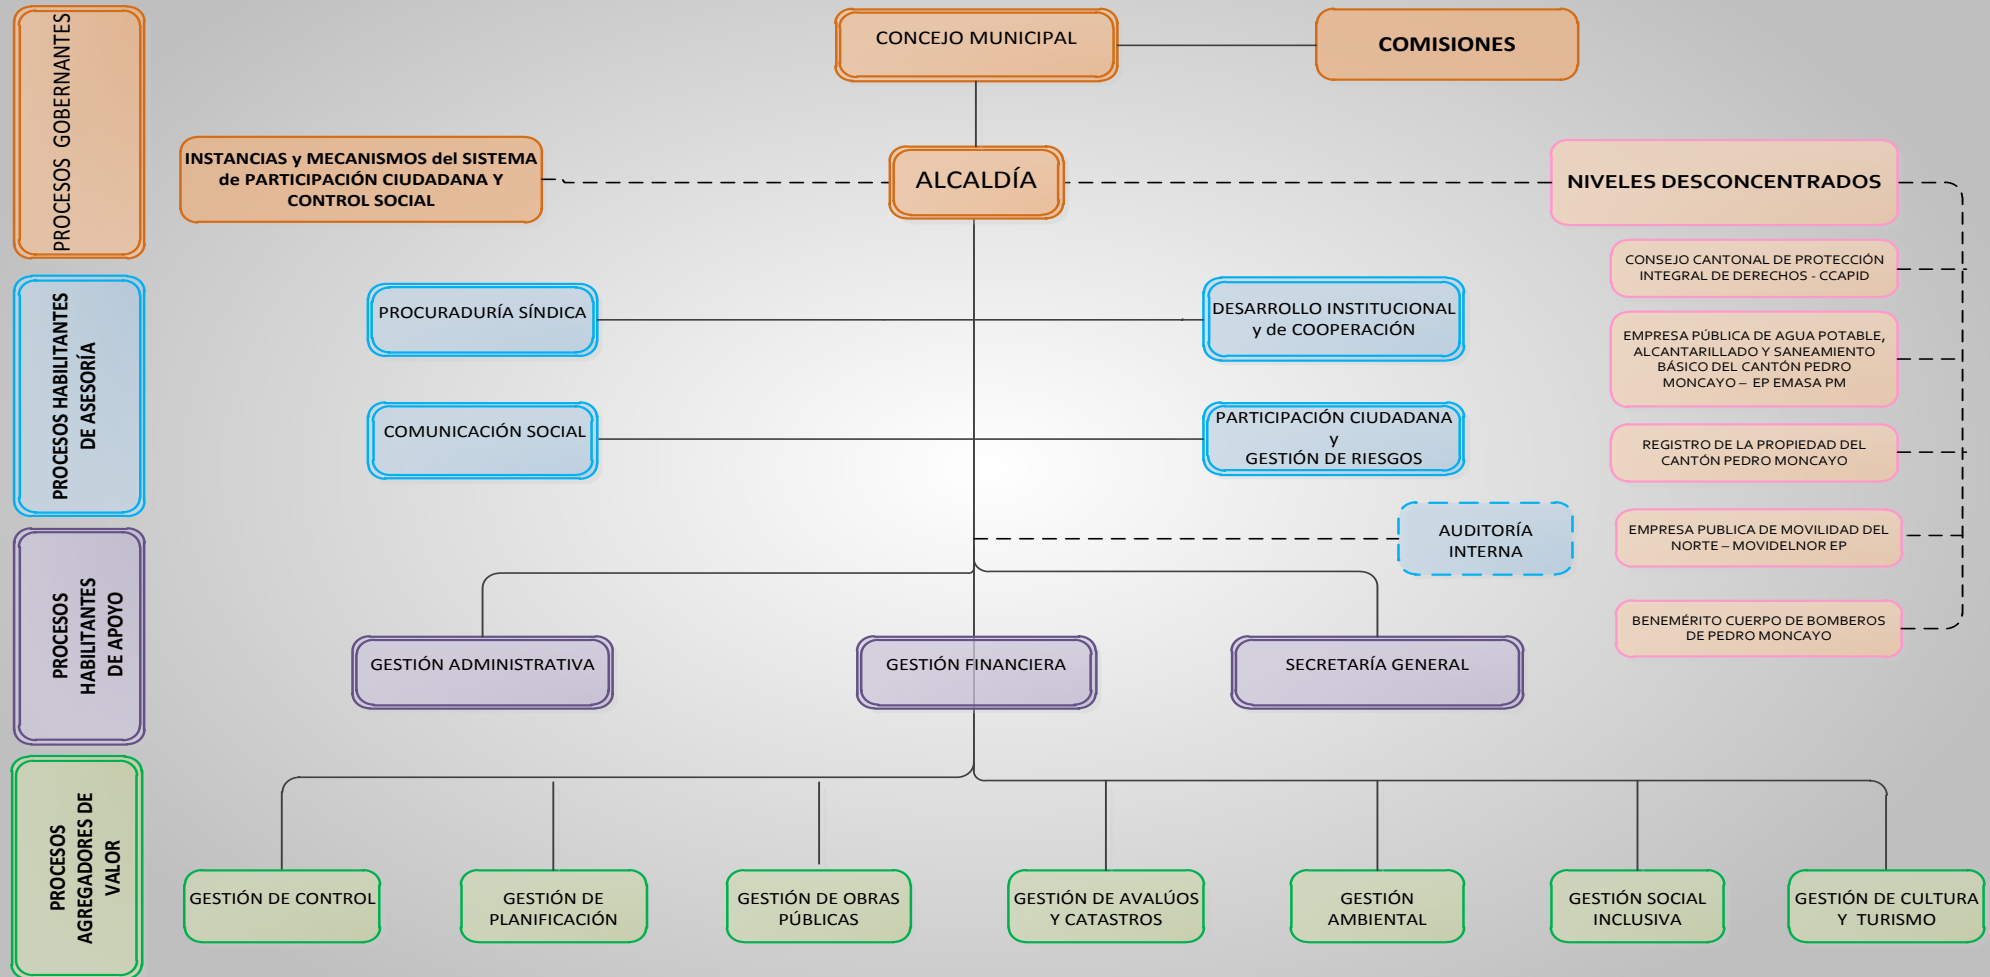 PROCESOS GOBERNANTES
CONCEJO MUNICIPAL
COMISIONES
INSTANCIAS y MECANISMOS del SISTEMA
de PARTICIPACIÓN CIUDADANA Y
CONTROL SOCIAL
ALCALDÍA
NIVELES DESCONCENTRADOS
CONSEJO CANTONAL DE PROTECCIÓN
INTEGRAL DE DERECHOS - CCAPID
EMPRESA PÚBLICA DE AGUA POTABLE,
ALCANTARILLADO Y SANEAMIENTO
BÁSICO DEL CANTÓN PEDRO
MONCAYO – EP EMASA PM
REGISTRO DE LA PROPIEDAD DEL
CANTÓN PEDRO MONCAYO
EMPRESA PUBLICA DE MOVILIDAD DEL
NORTE – MOVIDELNOR EP
BENEMÉRITO CUERPO DE BOMBEROS
DE PEDRO MONCAYO
PROCESOS HABILITANTES
DE ASESORÍA
PROCURADURÍA SÍNDICA
DESARROLLO INSTITUCIONAL
y de COOPERACIÓN
COMUNICACIÓN SOCIAL
PARTICIPACIÓN CIUDADANA
y
GESTIÓN DE RIESGOS
AUDITORÍA
INTERNA
PROCESOS
HABILITANTES
DE APOYO
GESTIÓN ADMINISTRATIVA
GESTIÓN FINANCIERA
SECRETARÍA GENERAL
PROCESOS
AGREGADORES DE
VALOR
GESTIÓN DE CONTROL
GESTIÓN DE
PLANIFICACIÓN
GESTIÓN DE OBRAS
PÚBLICAS
GESTIÓN DE AVALÚOS
Y CATASTROS
GESTIÓN
AMBIENTAL
GESTIÓN SOCIAL
INCLUSIVA
GESTIÓN DE CULTURA
Y TURISMO